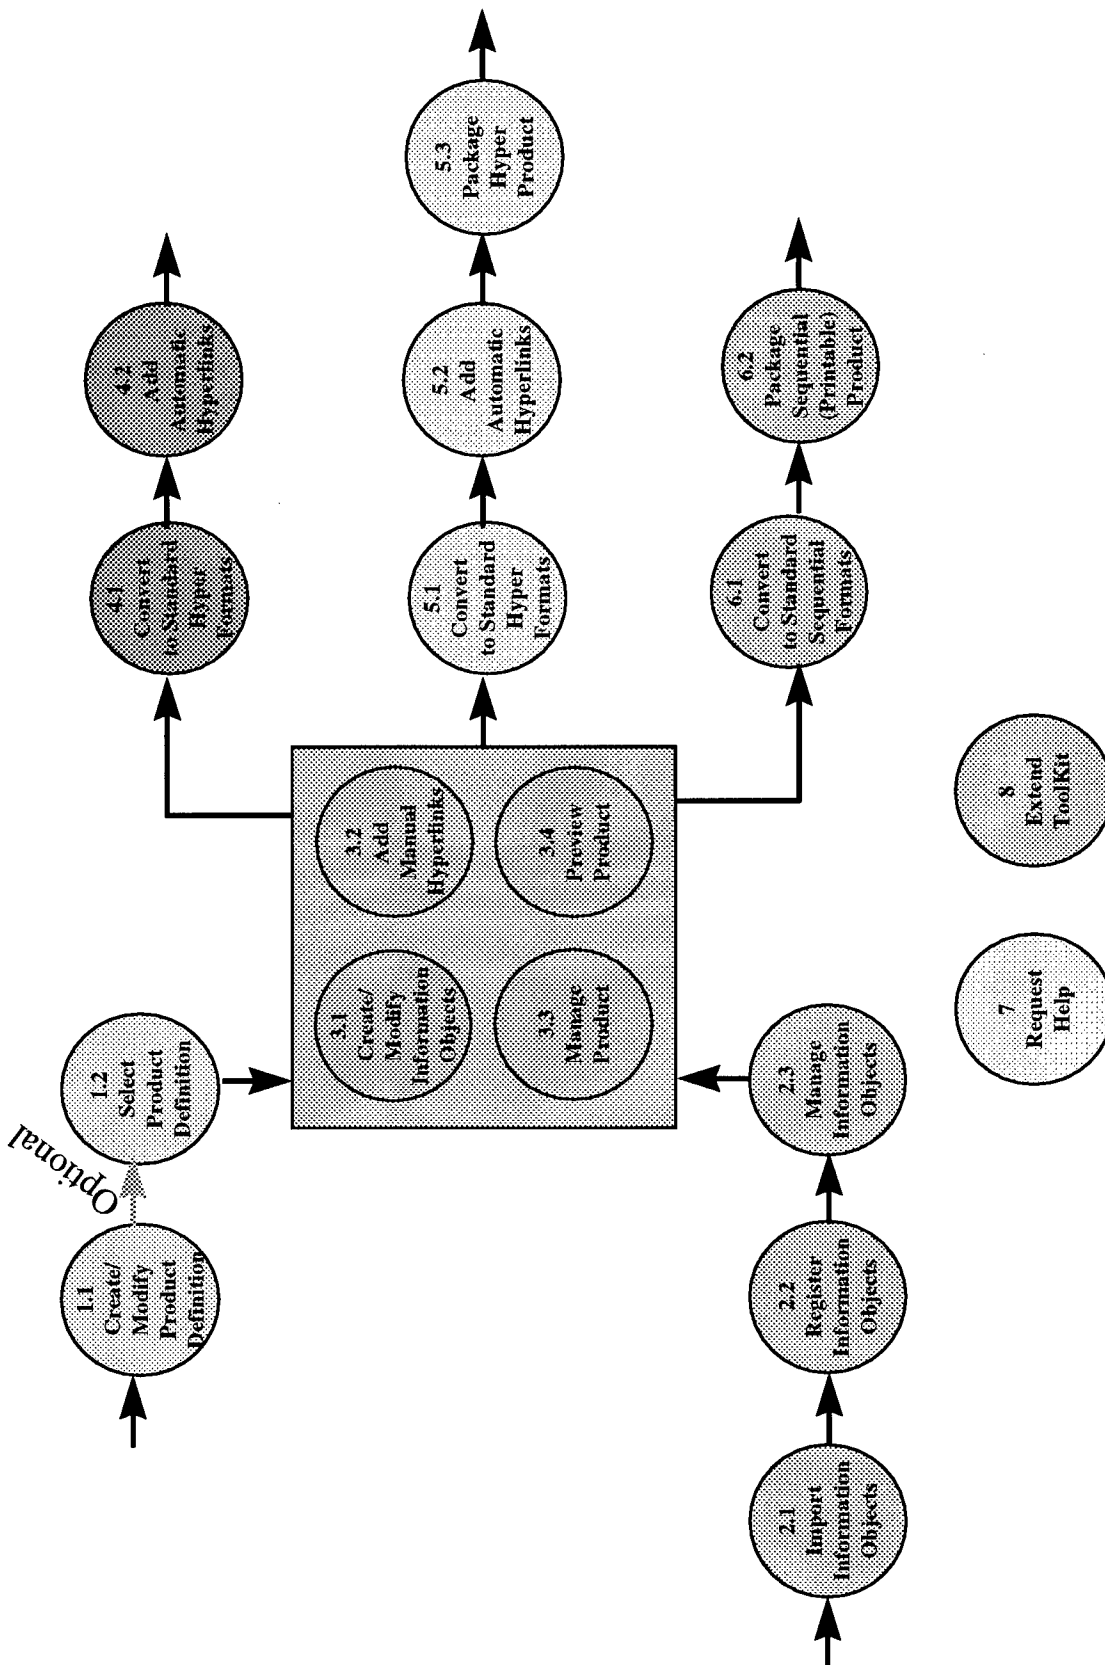 1.1
Create/
Modify
Product
Definition
Optional
1.2
Select
Product
Definition
2.1
Import
Information
Objects
2.2
Register
Information
Objects
2.3
Manage
Information
Objects
3.1
Create/
Modify
Information
Objects
3.2
Add
Manual
Hyperlinks
3.3
Manage
Product
3.4
Preview
Product
4.1
Convert
to Standard
Hyper
Formats
4.2
Add
Automatic
Hyperlinks
5.1
Convert
to Standard
Hyper
Formats
5.2
Add
Automatic
Hyperlinks
5.3
Package
Hyper
Product
6.1
Convert
to Standard
Sequential
Formats
6.2
Package
Sequential
(Printable)
Product
7
Request
Help
8
Extend
ToolKit